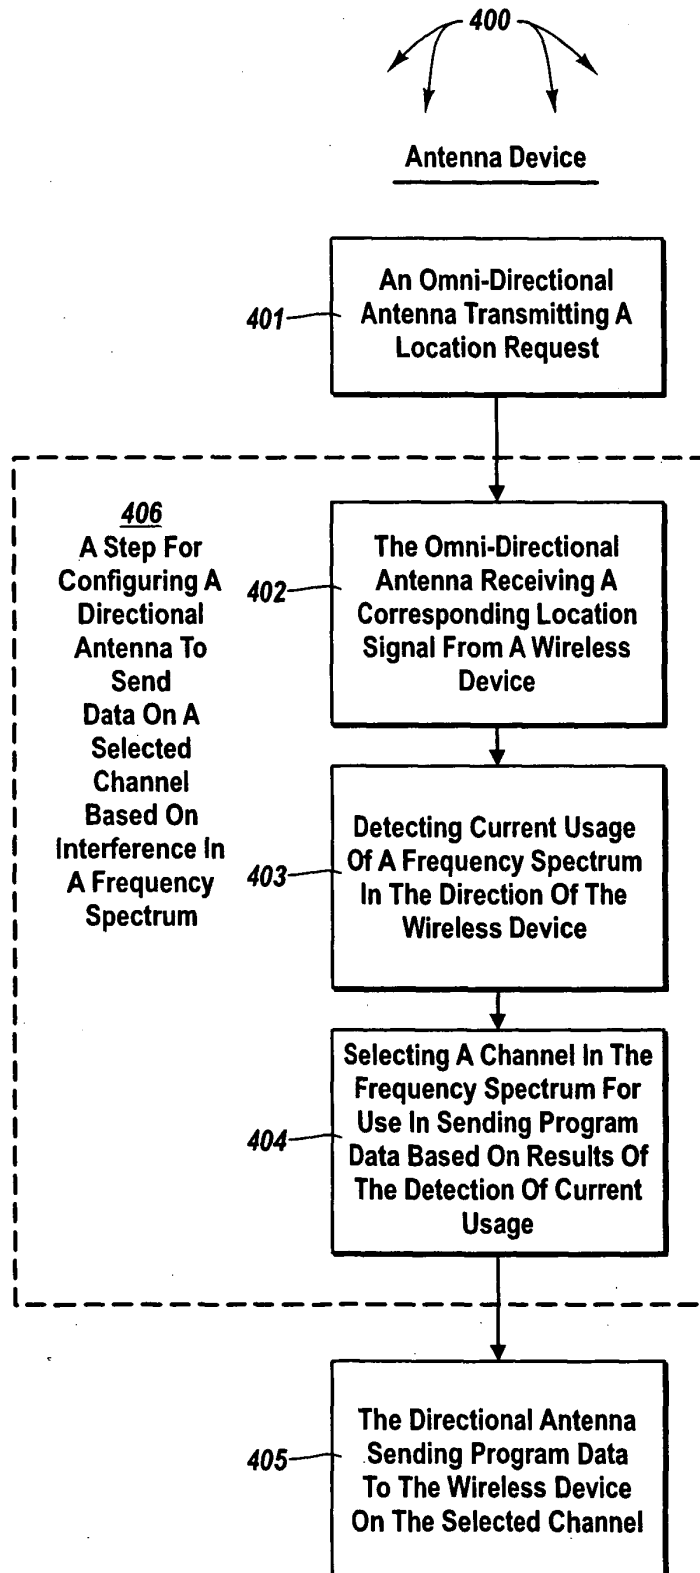 400
Antenna Device
An Omni-Directional
Antenna Transmitting A
Location Request
401
406
A Step For
Configuring A
Directional
Antenna To
Send
Data On A
Selected
Channel
Based On
Interference In
A Frequency
Spectrum
The Omni-Directional
Antenna Receiving A
Corresponding Location
Signal From A Wireless
Device
402
Detecting Current Usage
Of A Frequency Spectrum
In The Direction Of The
Wireless Device
403
Selecting A Channel In The
Frequency Spectrum For
Use In Sending Program
Data Based On Results Of
The Detection Of Current
Usage
404
The Directional Antenna
Sending Program Data
To The Wireless Device
On The Selected Channel
405